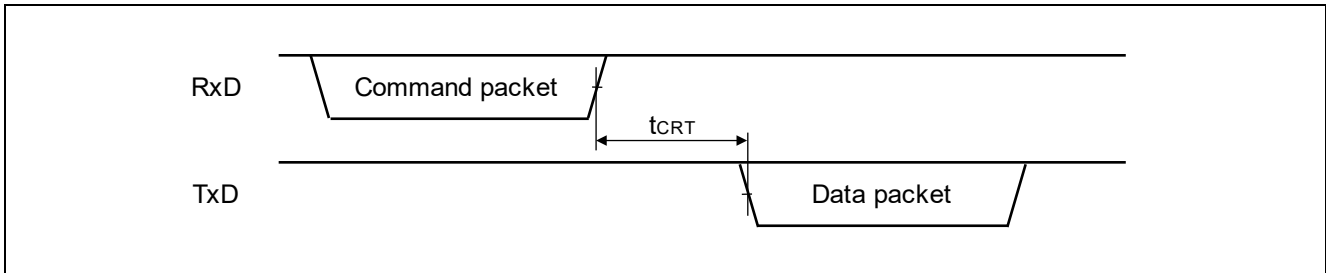 RxD
Command packet
tCRT
TxD
Data packet